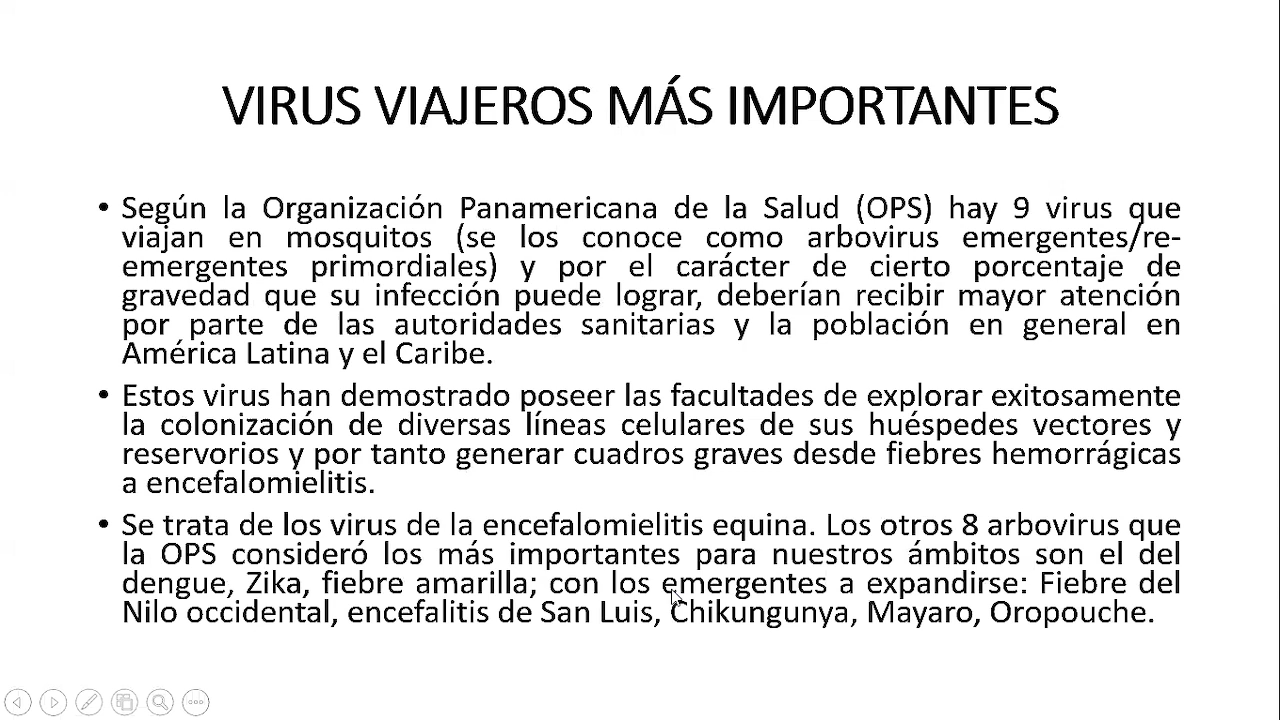 VIRUS VIAJEROS MÁS IMPORTANTES
• Según la Organización Panamericana de la Salud (OPS) hay 9 virus que
viajan en mosquitos (se los conoce como arbovirus emergentes/re-
emergentes primordiales) y por el carácter de cierto porcentaje de
gravedad que su infección puede lograr, deberían recibir mayor atención
por parte de las autoridades sanitarias y la población en general en
América Latina y el Caribe.
• Estos virus han demostrado poseer las facultades de explorar exitosamente
la colonización de diversas líneas celulares de sus huéspedes vectores y
reservorios y por tanto generar cuadros graves desde fiebres hemorrágicas
a encefalomielitis.
• Se trata de los virus de la encefalomielitis equina. Los otros 8 arbovirus que
la OPS consideró los más importantes para nuestros ámbitos son el del
dengue, Zika, fiebre amarilla; con los emergentes a expandirse: Fiebre del
Nilo occidental, encefalitis de San Luis, Chikungunya, Mayaro, Oropouche.